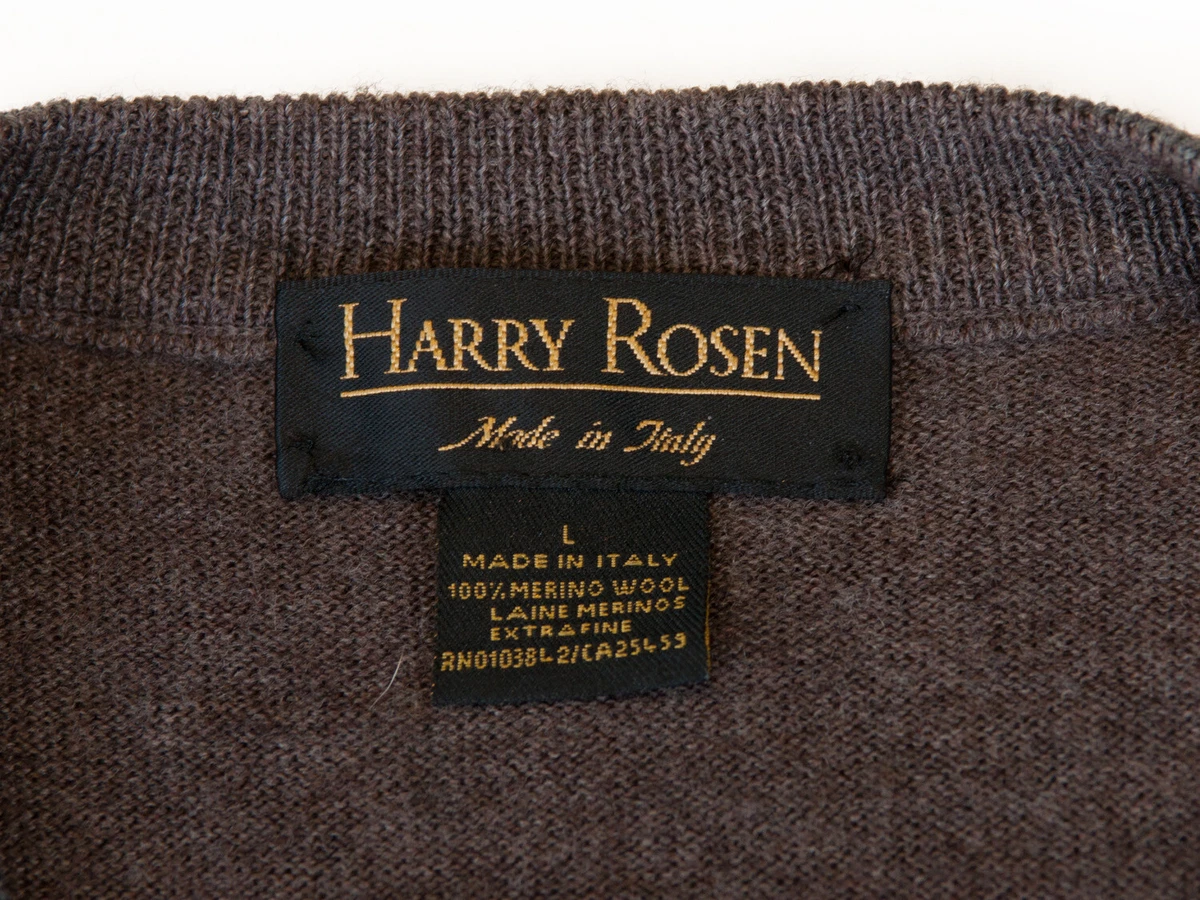 HARRY ROSEN
Made in Italy
L
MADE IN ITALY
100% MERINO WOOL
LAINE MERINOS
EXTRAFINE
RN0103842/CA25459